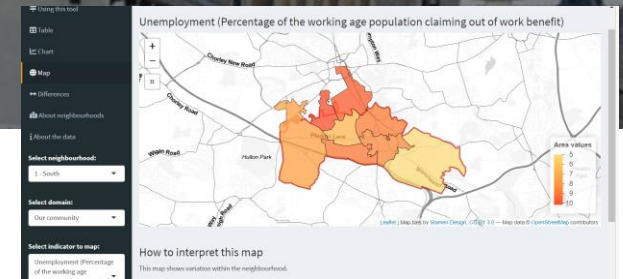 Using this tool
Table
Chart
Map
Differences
About neighbourhoods
About the data
Select neighbourhood:
1 - South
Select domain:
Our community
Select indicator to map:
Unemployment (Percentage
of the working age
Unemployment (Percentage of the working age population claiming out of work benefit)
+
−
Chorley New Road
Chorley Road
Wigan Road
Hulton Park
Area values
5
6
7
8
9
10
Leaflet | Map tiles by Stamen Design, CC BY 3.0 — Map data © OpenStreetMap contributors
How to interpret this map
This map shows variation within the neighbourhood.